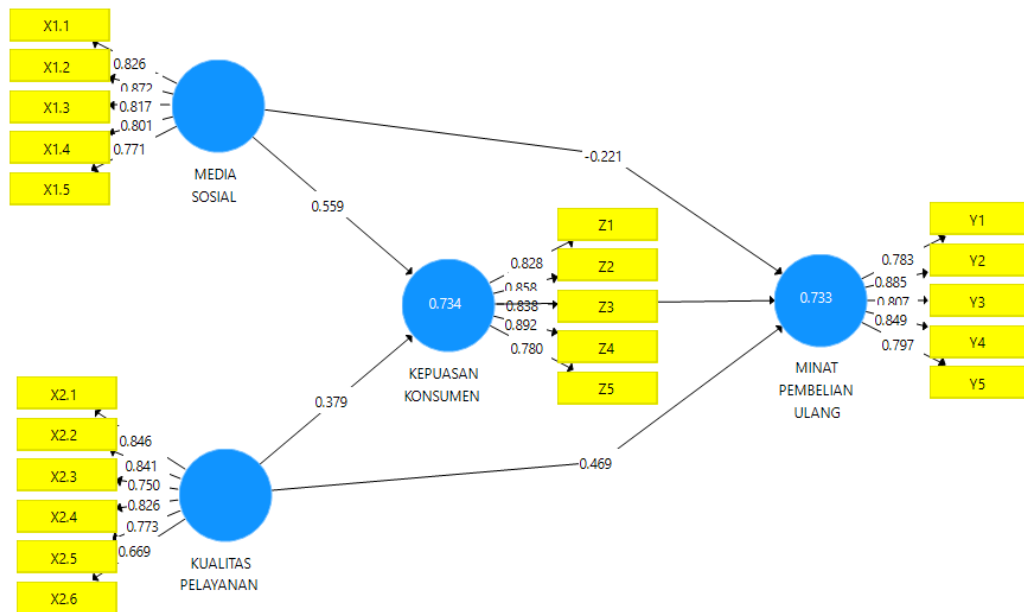 X1.1
X1.2
X1.3
X1.4
X1.5
0.826
0.872
0.817
0.801
0.771
MEDIA
SOSIAL
-0.221
0.559
Z1
Z2
Z3
Z4
Z5
0.828
0.858
0.838
0.892
0.780
0.734
KEPUASAN
KONSUMEN
0.733
MINAT
PEMBELIAN
ULANG
0.783
0.885
0.807
0.849
0.797
Y1
Y2
Y3
Y4
Y5
0.379
0.469
X2.1
X2.2
X2.3
X2.4
X2.5
X2.6
0.846
0.841
0.750
0.826
0.773
0.669
KUALITAS
PELAYANAN